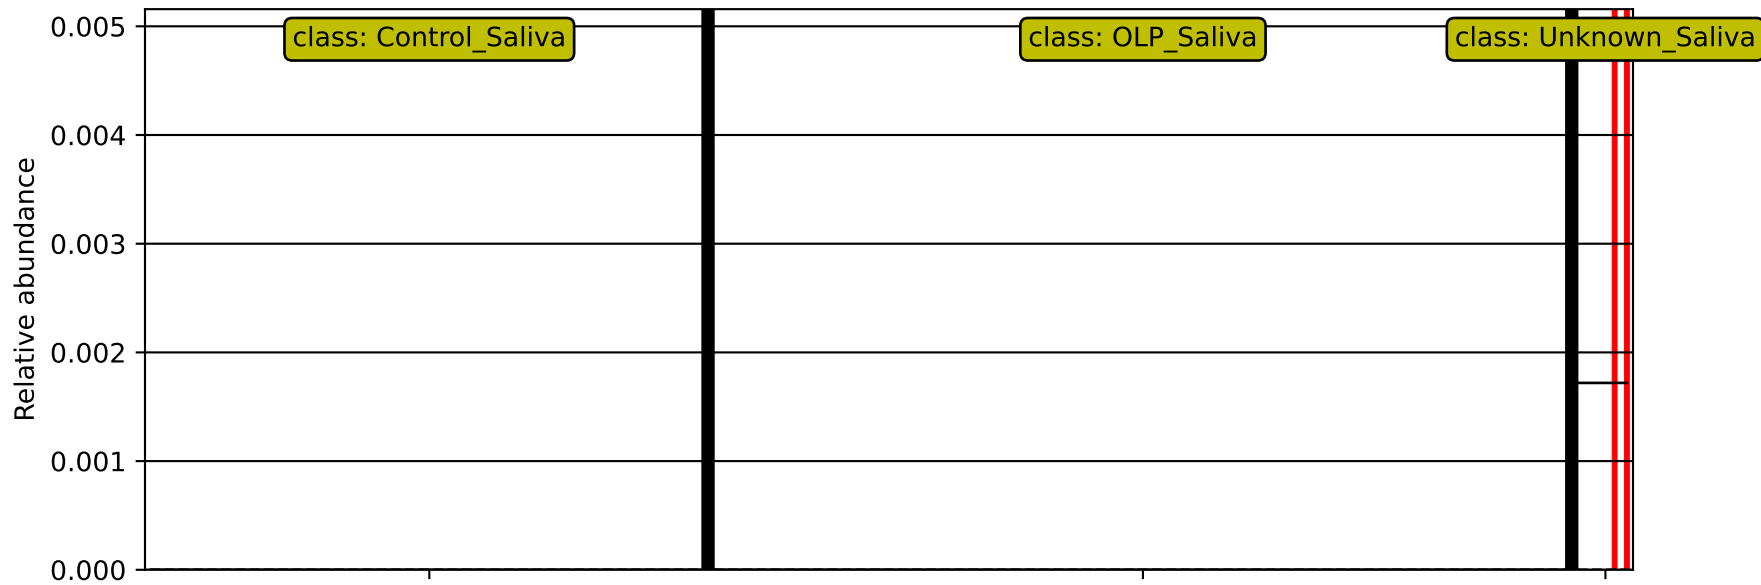 class: Control_Saliva
class: OLP_Saliva
class: Unknown_Saliva
Relative abundance
0.005
0.004
0.003
0.002
0.001
0.000